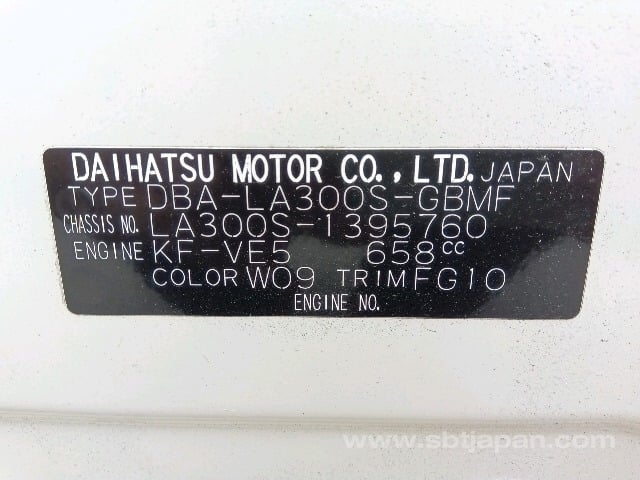 DAIHATSU MOTOR CO., LTD. JAPAN
TYPE DBA-LA300S-GBMF
CHASSIS NO. LA300S-1395760
ENGINE KF-VE5 658cc
COLOR W09 TRIM FG10
ENGINE NO.
www.sbtjapan.com